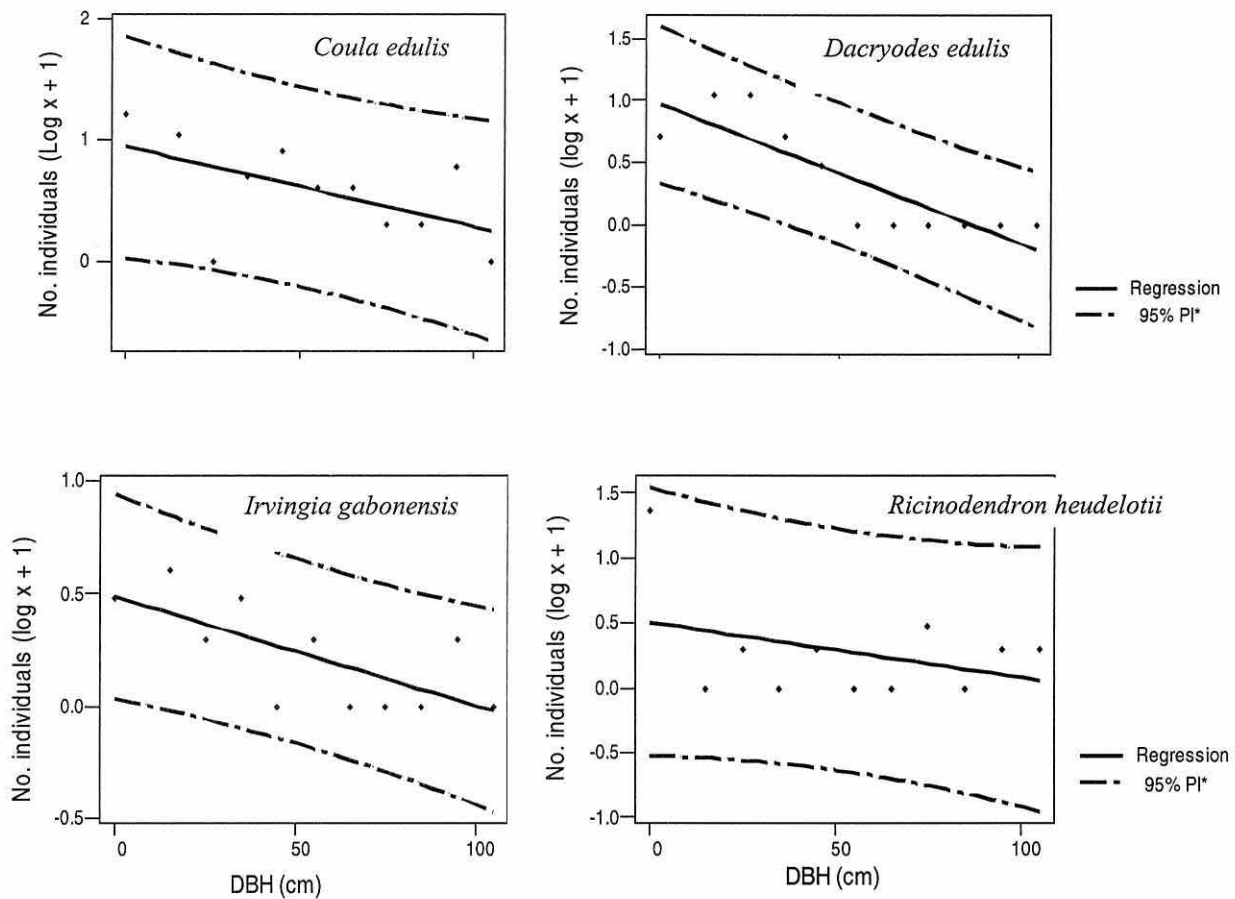 Coula edulis
No. individuals (Log x + 1)
2
1
0
Dacryodes edulis
No. individuals (log x + 1)
1.5
1.0
0.5
0.0
-0.5
-1.0
Regression
95% PI*
Irvingia gabonensis
No. individuals (log x + 1)
1.0
0.5
0.0
-0.5
0 50 100
DBH (cm)
Ricinodendron heudelotii
No. individuals (log x + 1)
1.5
1.0
0.5
0.0
-0.5
-1.0
0 50 100
DBH (cm)
Regression
95% PI*